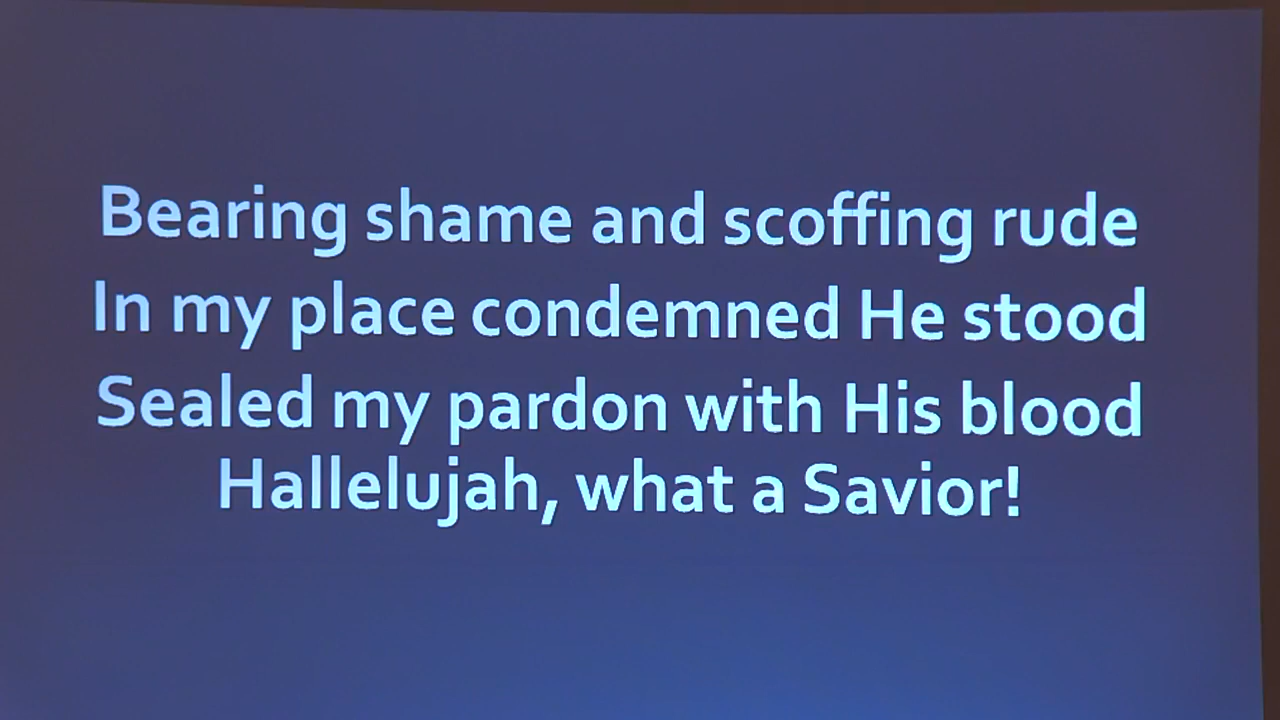 Bearing shame and scoffing rude
In my place condemned He stood
Sealed my pardon with His blood
Hallelujah, what a Savior!